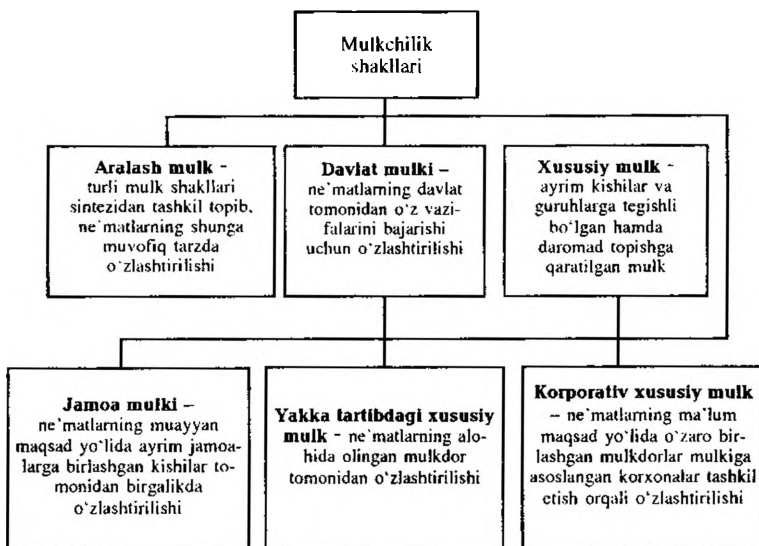 Mulkchilik
shakllari
Aralash mulk -
turli mulk shakllari
sintezidan tashkil topib,
ne`matlarning shunga
muvofiq tarzda
o‘zlashtirilishi
Davlat mulki –
ne`matlarning davlat
tomonidan o‘z vazi-
falarini bajarishi
uchun o‘zlashtirilishi
Xususiy mulk -
ayrim kishilar va
guruhlarga tegishli
bo‘lgan hamda
daromad topishga
qaratilgan mulk
Jamoa mulki –
ne`matlarning muayyan
maqsad yo‘lida ayrim jamoa-
larga birlashgan kishilar to-
monidan birgalikda
o‘zlashtirilishi
Yakka tartibdagi xususiy
mulk - ne`matlarning alo-
hida olingan mulkdor
tomonidan o‘zlashtirilishi
Korporativ xususiy mulk
– ne`matlarning ma`lum
maqsad yo‘lida o‘zaro bir-
lashgan mulkdorlar mulkiga
asoslangan korxonalar tashkil
etish orqali o‘zlashtirilishi